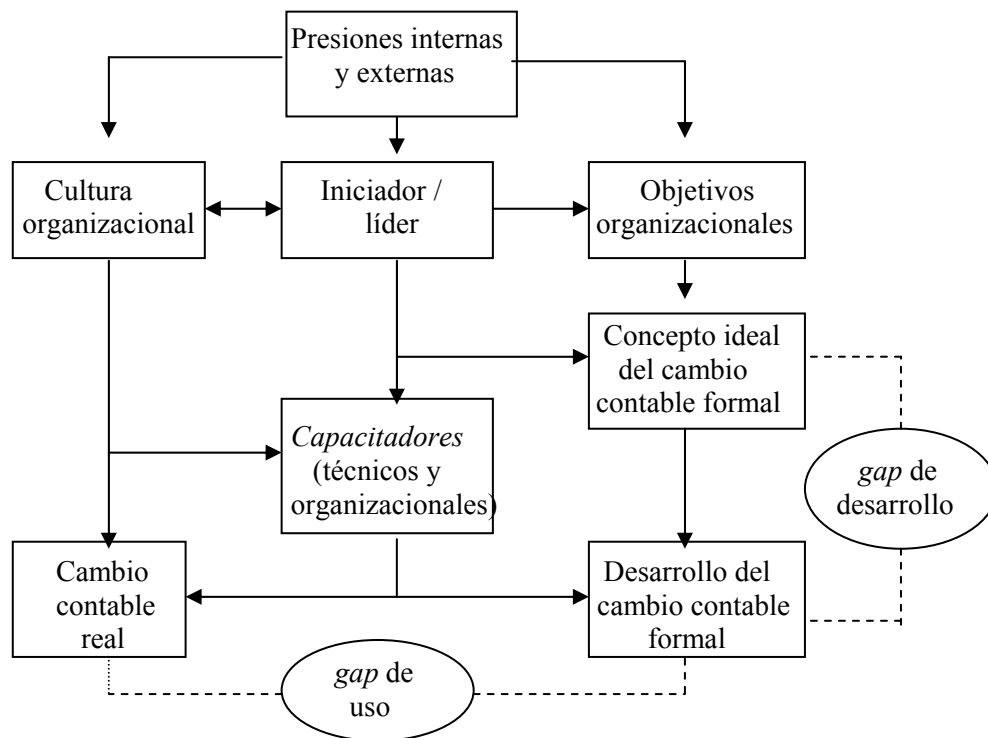 Presiones internas
y externas
Cultura
organizacional
Iniciador /
líder
Objetivos
organizacionales
Concepto ideal
del cambio
contable formal
Capacitadores
(técnicos y
organizacionales)
gap de
desarrollo
Cambio
contable
real
Desarrollo del
cambio contable
formal
gap de
uso